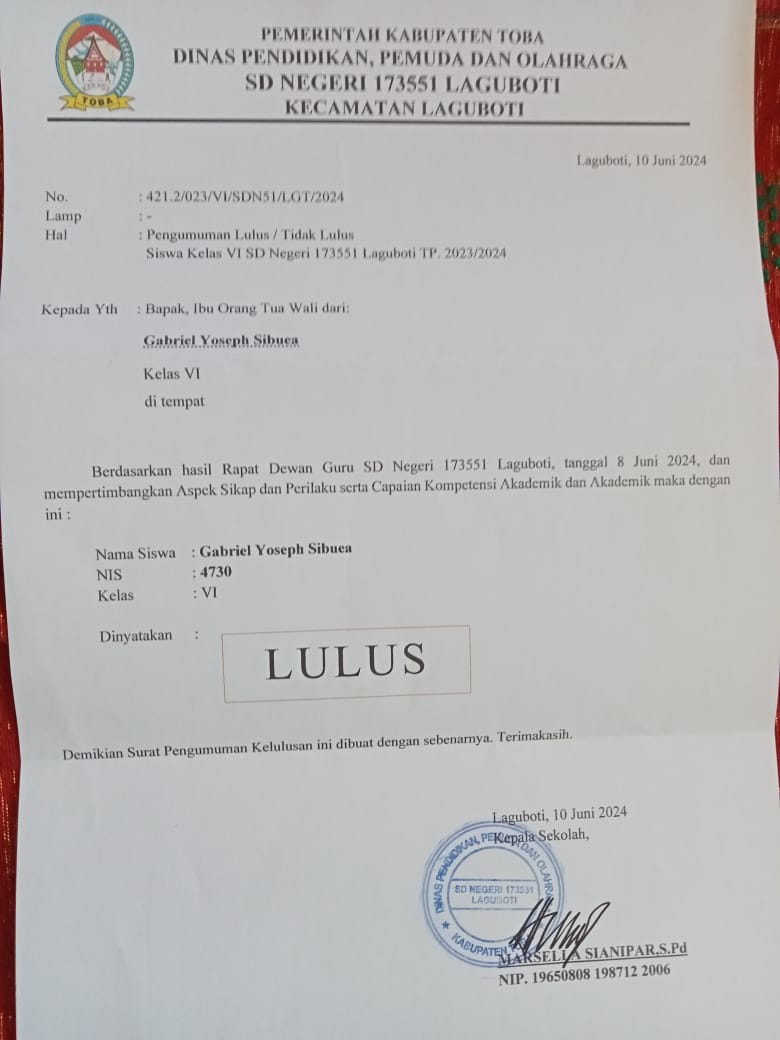 PEMERINTAH KABUPATEN TOBA
DINAS PENDIDIKAN, PEMUDA DAN OLAHRAGA
SD NEGERI 173551 LAGUBOTI
KECAMATAN LAGUBOTI
TOBA
Laguboti, 10 Juni 2024
No. : 421.2/023/VI/SDN51/LGT/2024
Lamp : -
Hal : Pengumuman Lulus / Tidak Lulus
Siswa Kelas VI SD Negeri 173551 Laguboti TP. 2023/2024
Kepada Yth : Bapak, Ibu Orang Tua Wali dari:
Gabriel Yoseph Sibuea
Kelas VI
di tempat
Berdasarkan hasil Rapat Dewan Guru SD Negeri 173551 Laguboti, tanggal 8 Juni 2024, dan
mempertimbangkan Aspek Sikap dan Perilaku serta Capaian Kompetensi Akademik dan Akademik maka dengan
ini :
Nama Siswa : Gabriel Yoseph Sibuea
NIS : 4730
Kelas : VI
Dinyatakan :
LULUS
Demikian Surat Pengumuman Kelulusan ini dibuat dengan sebenarnya. Terimakasih.
Laguboti, 10 Juni 2024
Kepala Sekolah,
DINAS PENDIDIKAN, DAN OLAHRA
SD NEGERI 173551
LAGUBOTI
KABUPATEN
MARSELLA SIANIPAR,S.Pd
NIP. 19650808 198712 2006